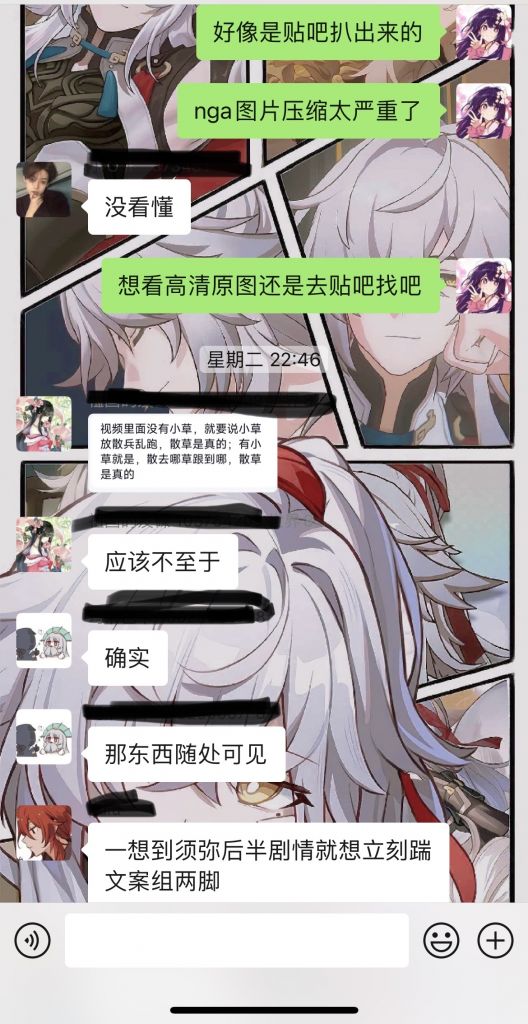 好像是贴吧扒出来的
nga图片压缩太严重了
没看懂
想看高清原图还是去贴吧找吧
星期二 22:46
视频里面没有小草，就要说小草
放散兵乱跑，散草是真的；有小
草就是，散去哪草跟到哪，散草
是真的
应该不至于
确实
那东西随处可见
一想到须弥后半剧情就想立刻踹
文案组两脚